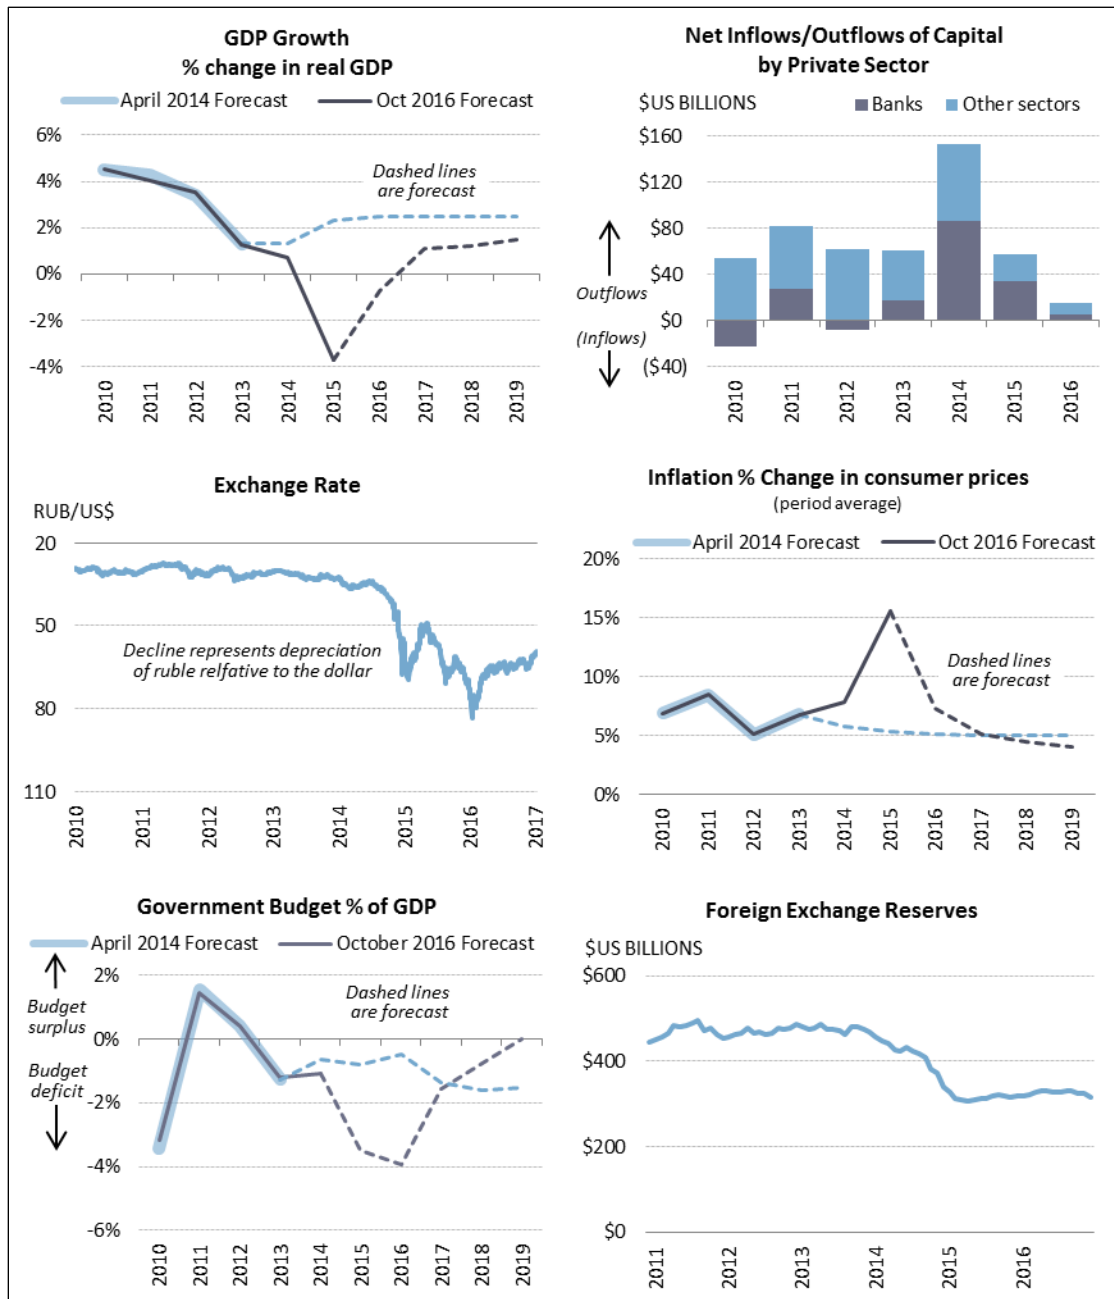 GDP Growth
% change in real GDP
April 2014 Forecast
Oct 2016 Forecast
6%
4%
2%
0%
-2%
-4%
Dashed lines
are forecast
2010
2011
2012
2013
2014
2015
2016
2017
2018
2019
Net Inflows/Outflows of Capital
by Private Sector
$US BILLIONS
Banks
Other sectors
$160
$120
$80
$40
$0
($40)
Outflows
(Inflows)
2010
2011
2012
2013
2014
2015
2016
Exchange Rate
RUB/US$
20
50
80
110
Decline represents depreciation
of ruble relfative to the dollar
2010
2011
2012
2013
2014
2015
2016
2017
Inflation % Change in consumer prices
(period average)
April 2014 Forecast
Oct 2016 Forecast
20%
15%
10%
5%
0%
Dashed lines
are forecast
2010
2011
2012
2013
2014
2015
2016
2017
2018
2019
Government Budget % of GDP
April 2014 Forecast
October 2016 Forecast
Budget
surplus
Budget
deficit
2%
0%
-2%
-4%
-6%
Dashed lines
are forecast
2010
2011
2012
2013
2014
2015
2016
2017
2018
2019
Foreign Exchange Reserves
$US BILLIONS
$600
$400
$200
$0
2011
2012
2013
2014
2015
2016